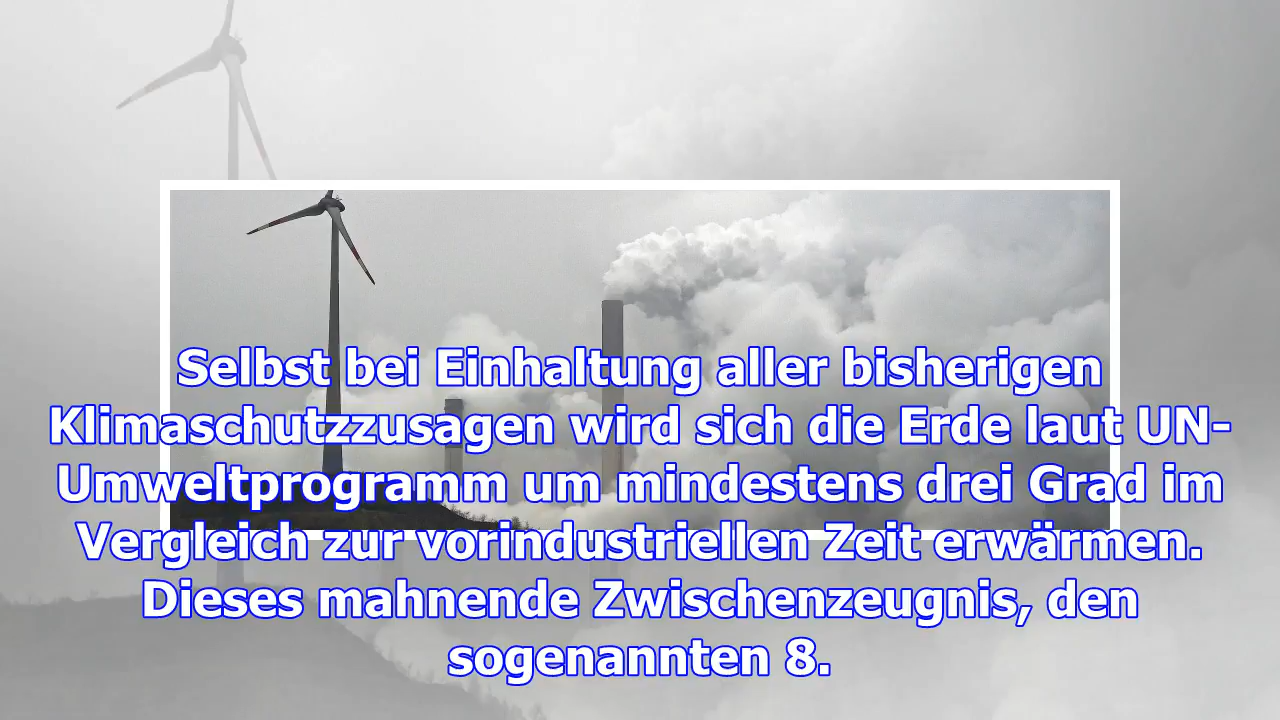 Selbst bei Einhaltung aller bisherigen
Klimaschutzzusagen wird sich die Erde laut UN-
Umweltprogramm um mindestens drei Grad im
Vergleich zur vorindustriellen Zeit erwärmen.
Dieses mahnende Zwischenzeugnis, den
sogenannten 8.